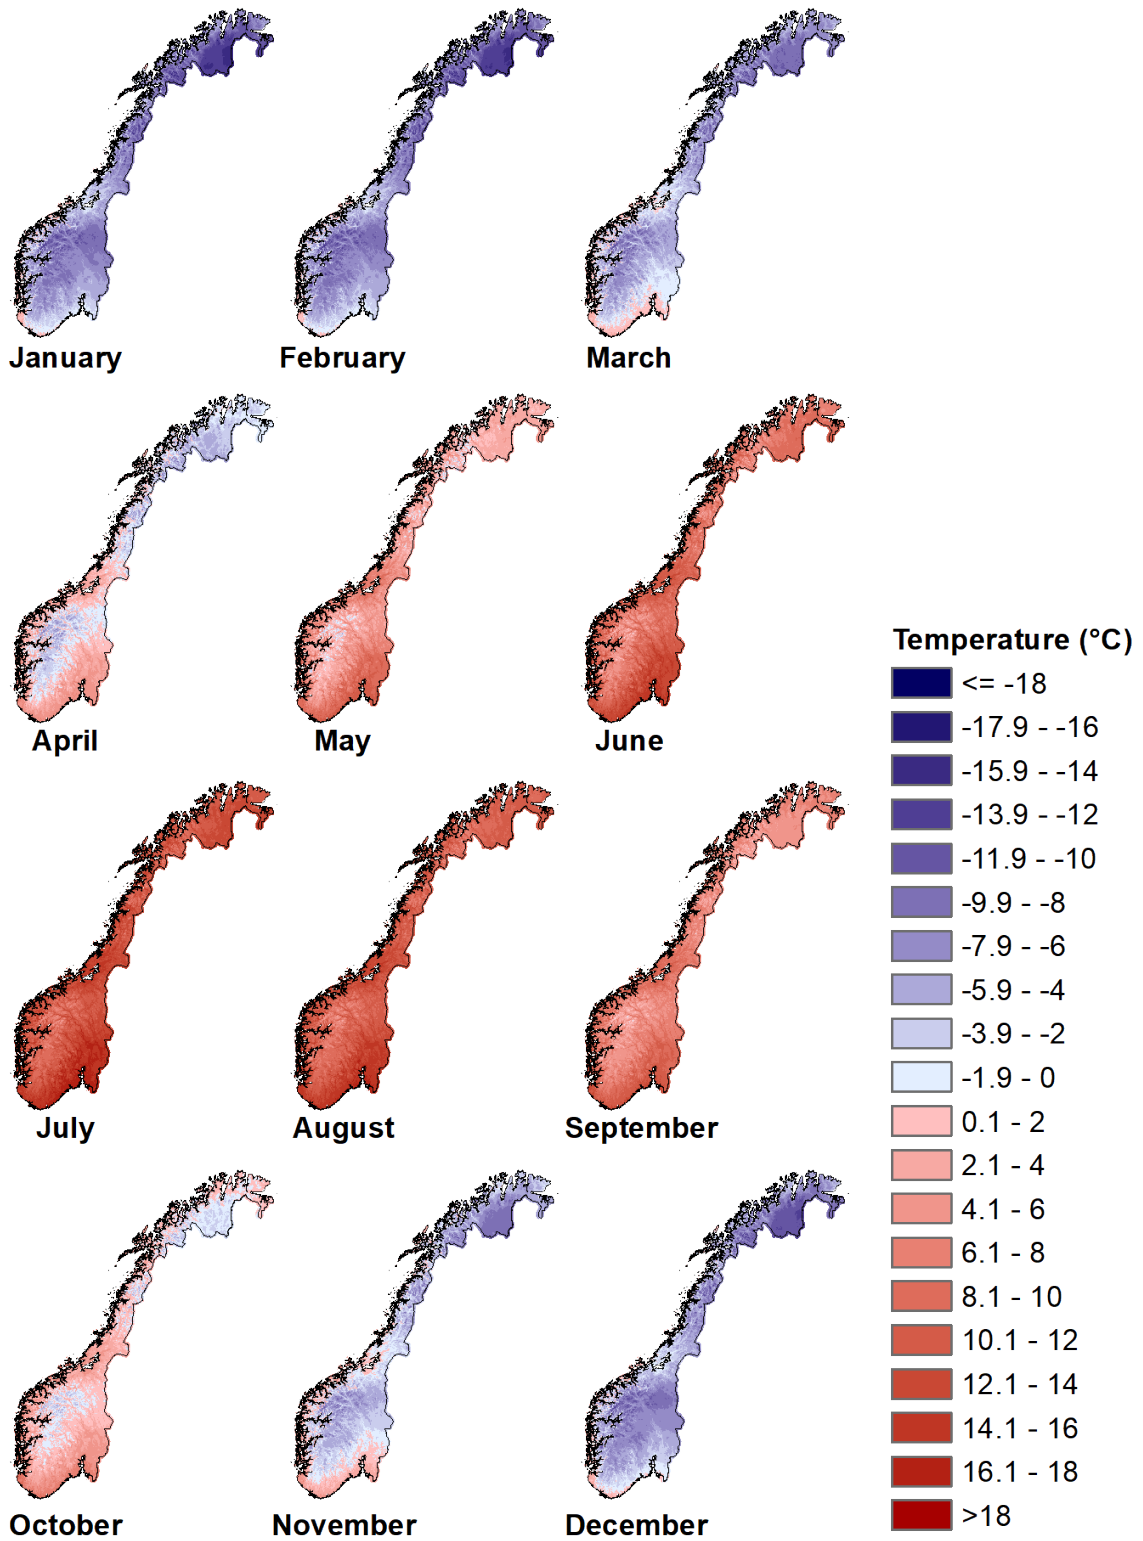 January
February
March
April
May
June
July
August
September
October
November
December
Temperature (°C)
<= -18
-17.9 - -16
-15.9 - -14
-13.9 - -12
-11.9 - -10
-9.9 - -8
-7.9 - -6
-5.9 - -4
-3.9 - -2
-1.9 - 0
0.1 - 2
2.1 - 4
4.1 - 6
6.1 - 8
8.1 - 10
10.1 - 12
12.1 - 14
14.1 - 16
16.1 - 18
>18